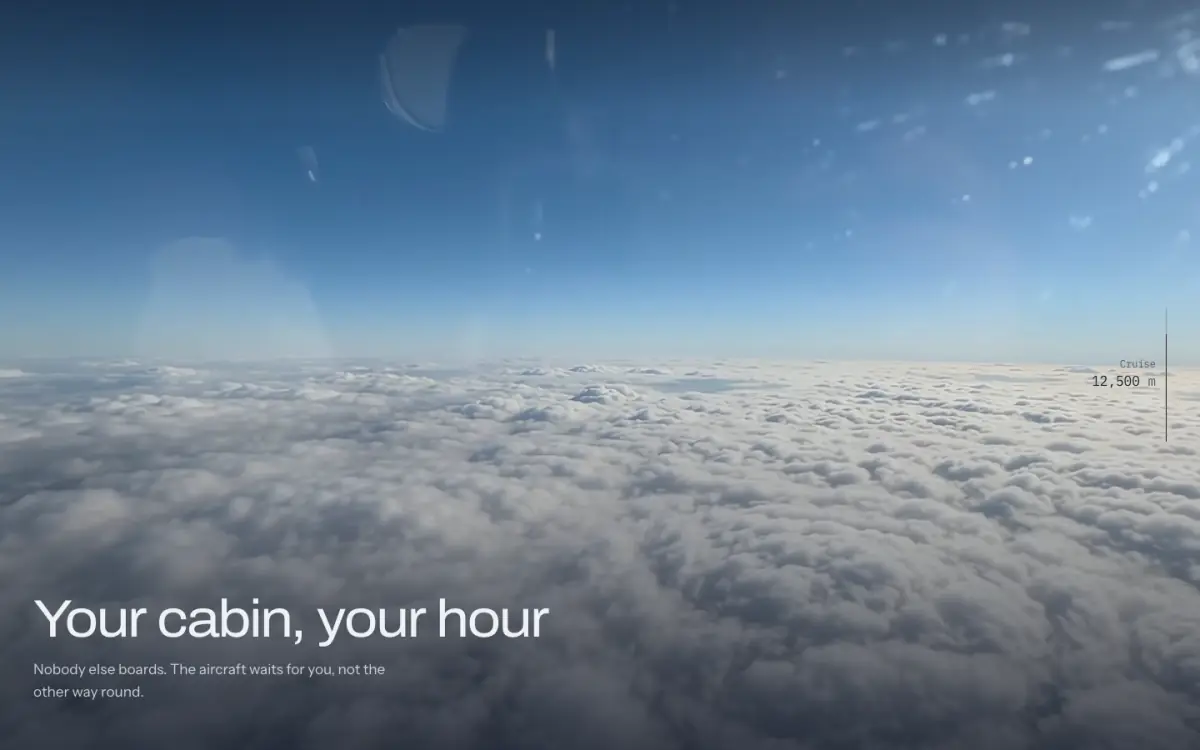 Cruise
12,500 m
Your cabin, your hour
Nobody else boards. The aircraft waits for you, not the
other way round.